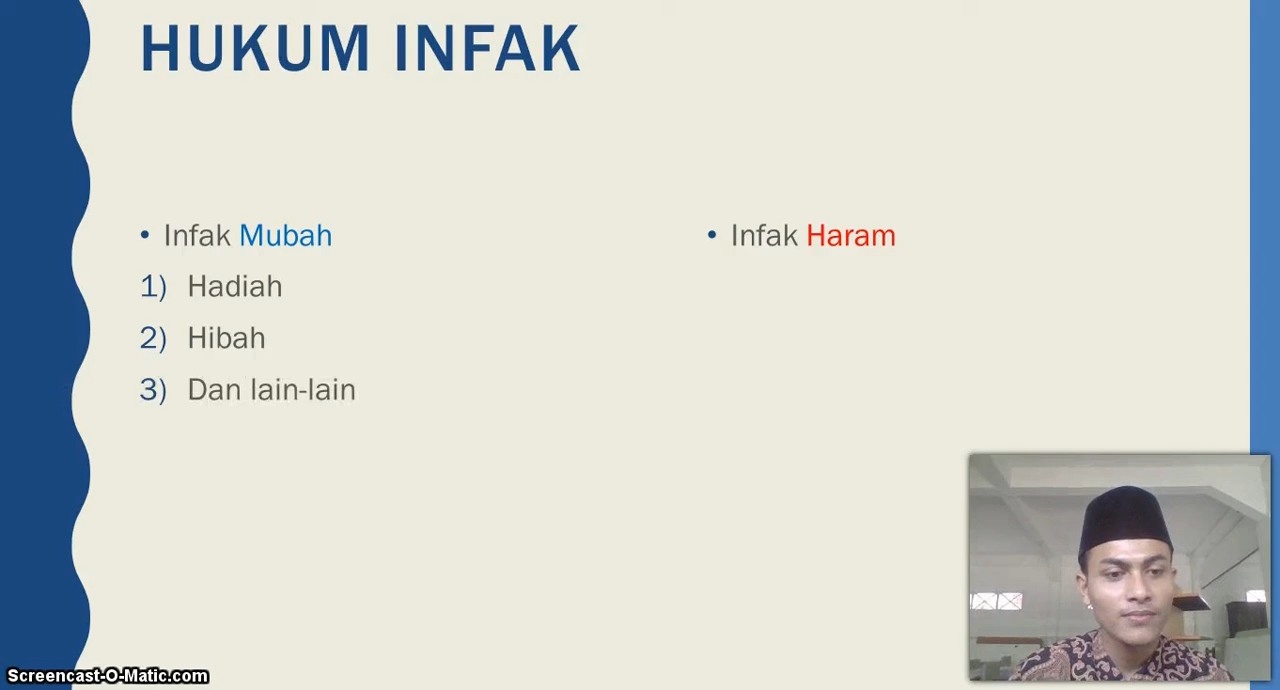 HUKUM INFAK
• Infak Mubah
1) Hadiah
2) Hibah
3) Dan lain-lain
• Infak Haram
Screencast-O-Matic.com